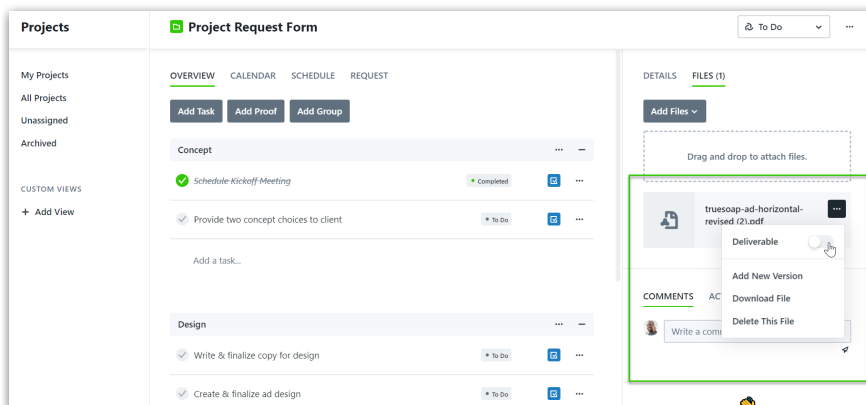 Projects
Project Request Form
To Do
My Projects
All Projects
Unassigned
Archived
CUSTOM VIEWS
+ Add View
OVERVIEW CALENDAR SCHEDULE REQUEST
Add Task Add Proof Add Group
Concept
Schedule Kickoff Meeting Completed
Provide two concept choices to client To Do
Add a task...
Design
Write & finalize copy for design To Do
Create & finalize ad design To Do
DETAILS FILES (1)
Add Files
Drag and drop to attach files.
truesoap-ad-horizontal-
revised (2).pdf
Deliverable
Add New Version
Download File
Delete This File
COMMENTS AC
Write a com